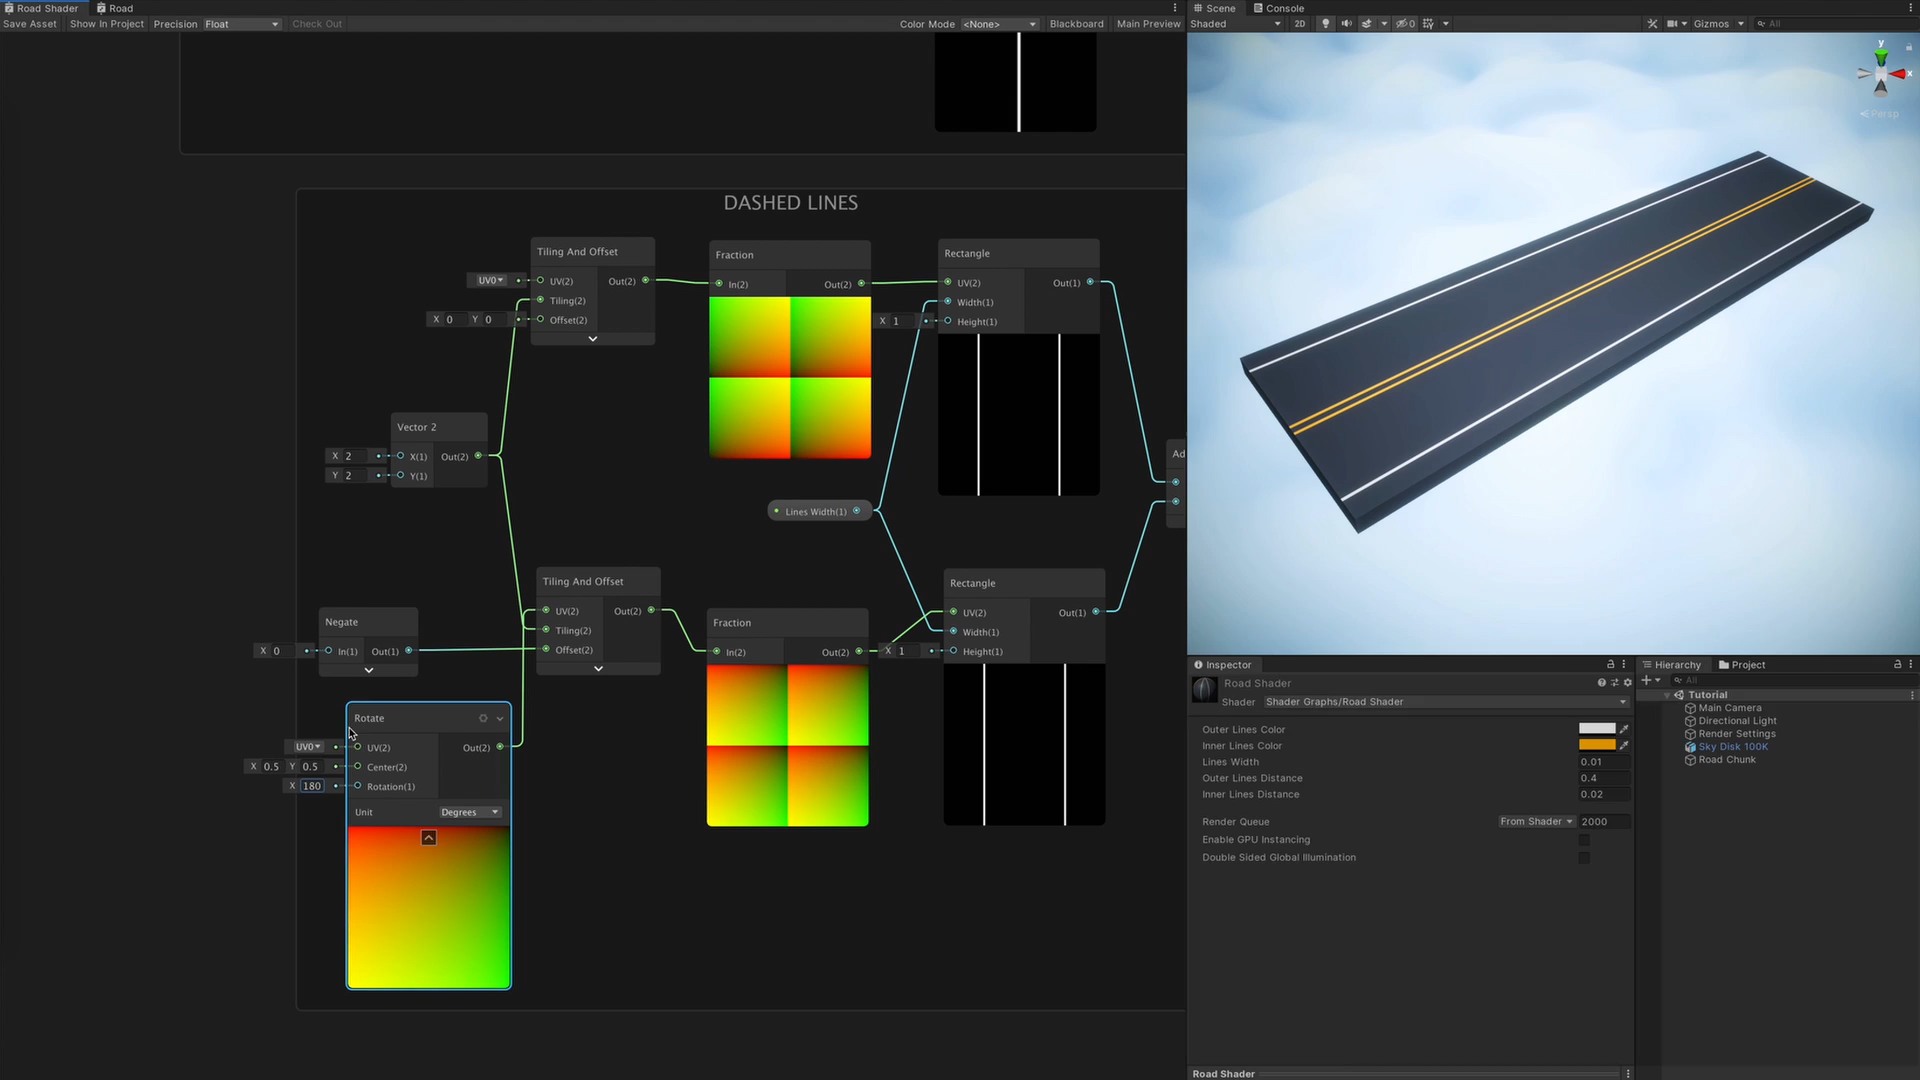 Road Shader
Road
Save Asset
Show In Project
Precision
Float
Check Out
Color Mode
<None>
Blackboard
Main Preview
DASHED LINES
Tiling And Offset
UV0
UV(2)
Out(2)
Tiling(2)
X 0 Y 0
Offset(2)
Fraction
In(2)
Out(2)
Rectangle
UV(2)
Out(1)
Width(1)
X 1
Height(1)
Vector 2
X 2
X(1)
Out(2)
Y 2
Y(1)
Lines Width(1)
Ad
Negate
X 0
In(1)
Out(1)
Tiling And Offset
UV(2)
Out(2)
Tiling(2)
Offset(2)
Fraction
In(2)
Out(2)
Rectangle
UV(2)
Out(1)
Width(1)
X 1
Height(1)
Rotate
UV0
UV(2)
Out(2)
X 0.5 Y 0.5
Center(2)
X 180
Rotation(1)
Unit
Degrees
Scene
Console
Shaded
2D
0
Gizmos
All
y
x
Persp
Inspector
Road Shader
Shader
Shader Graphs/Road Shader
Outer Lines Color
Inner Lines Color
Lines Width
0.01
Outer Lines Distance
0.4
Inner Lines Distance
0.02
Render Queue
From Shader
2000
Enable GPU Instancing
Double Sided Global Illumination
Road Shader
Hierarchy
Project
All
Tutorial
Main Camera
Directional Light
Render Settings
Sky Disk 100K
Road Chunk